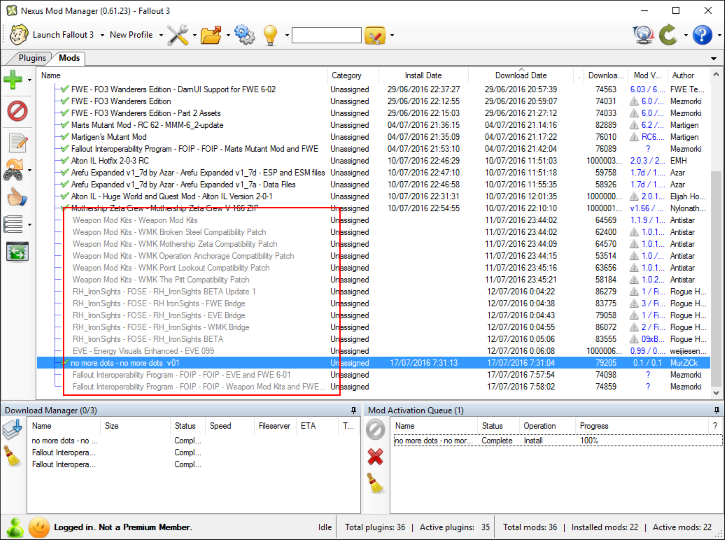 Nexus Mod Manager (0.61.23) - Fallout 3
Launch Fallout 3 New Profile
Plugins Mods
Name Category Install Date Download Date . Downloa... Mod V... Author
FWE - FO3 Wanderers Edition - DarnUI Support for FWE 6-02 Unassigned 29/06/2016 22:37:27 29/06/2016 20:57:39 74563 6.03 / 6... FWE Te...
FWE - FO3 Wanderers Edition Unassigned 29/06/2016 22:12:55 29/06/2016 20:59:07 74031 6.0 /... Mezmorki
FWE - FO3 Wanderers Edition - Part 2 Assets Unassigned 29/06/2016 22:15:03 29/06/2016 21:27:12 74033 6.0 /... Mezmorki
Marts Mutant Mod - RC 62 - MMM-6_2-update Unassigned 04/07/2016 21:36:15 04/07/2016 21:14:16 82889 6.2 /... Martigen
Martigen's Mutant Mod Unassigned 04/07/2016 21:35:09 04/07/2016 21:17:22 76010 RC6... Martigen
Fallout Interoperability Program - FOIP - FOIP - Marts Mutant Mod and FWE Unassigned 04/07/2016 21:53:10 04/07/2016 21:42:04 76089 ? Mezmorki
Alton IL Hotfix 2-0-3 RC Unassigned 10/07/2016 22:46:29 10/07/2016 11:51:03 1000003... 2.0.3 / 2... EMH
Arefu Expanded v1_7d by Azar - Arefu Expanded v1_7d - ESP and ESM files Unassigned 10/07/2016 22:47:10 10/07/2016 11:51:18 59758 1.7d / 1... Azar
Arefu Expanded v1_7d by Azar - Arefu Expanded v1_7a - Data Files Unassigned 10/07/2016 22:46:58 10/07/2016 11:55:35 58926 1.7d / 1... Azar
Alton IL - Huge World and Quest Mod - Alton IL Version 2-0-1 Unassigned 10/07/2016 22:31:31 10/07/2016 12:01:35 1000003... 2.0.1... Elijah Ho...
Mothership Zeta Crew - Mothership Zeta Crew V 166 ZIP Unassigned 10/07/2016 22:54:55 10/07/2016 12:10:10 1000002... v1.66 / ... Nylonath...
Weapon Mod Kits - Weapon Mod Kits Unassigned 11/07/2016 23:44:02 64569 1.1.9 / 1... Antistar
Weapon Mod Kits - WMK Broken Steel Compatibility Patch Unassigned 11/07/2016 23:44:09 62400 1.0.1... Antistar
Weapon Mod Kits - WMK Mothership Zeta Compatibility Patch Unassigned 11/07/2016 23:44:09 64570 1.0.1... Antistar
Weapon Mod Kits - WMK Operation Anchorage Compatibility Patch Unassigned 11/07/2016 23:44:15 53514 1.0 /... Antistar
Weapon Mod Kits - WMK Point Lookout Compatibility Patch Unassigned 11/07/2016 23:45:16 63656 1.0.1... Antistar
Weapon Mod Kits - WMK The Pitt Compatibility Patch Unassigned 11/07/2016 23:45:21 58184 1.0.2... Antistar
RH_IronSights - FOSE - RH_IronSights BETA Update 1 Unassigned 12/07/2016 0:04:22 86279 1 / Fi... Rogue H...
RH_IronSights - FOSE - RH_IronSights - FWE Bridge Unassigned 12/07/2016 0:04:38 83775 3 / Fi... Rogue H...
RH_IronSights - FOSE - RH_IronSights - EVE Bridge Unassigned 12/07/2016 0:04:43 79058 1 / Fi... Rogue H...
RH_IronSights - FOSE - RH_IronSights - WMK Bridge Unassigned 12/07/2016 0:04:55 86072 2 / Fi... Rogue H...
RH_IronSights - FOSE - RH_IronSights BETA Unassigned 12/07/2016 0:05:06 83555 09xB... Rogue H...
EVE - Energy Visuals Enhanced - EVE 099 Unassigned 12/07/2016 0:06:08 1000000... 0.99 / 0... weijiesen...
no more dots - no more dots v01 Unassigned 17/07/2016 7:31:13 17/07/2016 7:31:04 79205 0.1 / 0.1 MurZiCk
Fallout Interoperability Program - FOIP - FOIP - EVE and FWE 6-01 Unassigned 17/07/2016 7:57:54 74098 ? Mezmorki
Fallout Interoperability Program - FOIP - FOIP - Weapon Mod Kits and FWE... Unassigned 17/07/2016 7:58:02 74859 ? Mezmorki
Download Manager (0/3) Mod Activation Queue (1)
Name Size Status Speed Fileserver ETA T... Name Status Operation Progress ?
no more dots - no ... Compl... no more dots - no mor... Complete Install 100%
Fallout Interopera... Compl...
Fallout Interopera... Compl...
Logged in. Not a Premium Member. Idle Total plugins: 36 | Active plugins: 35 Total mods: 36 | Installed mods: 22 | Active mods: 22